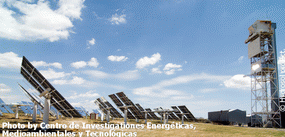 Photo by Centro de Investigaciones Energéticas,
Medioambientales y Tecnológicas